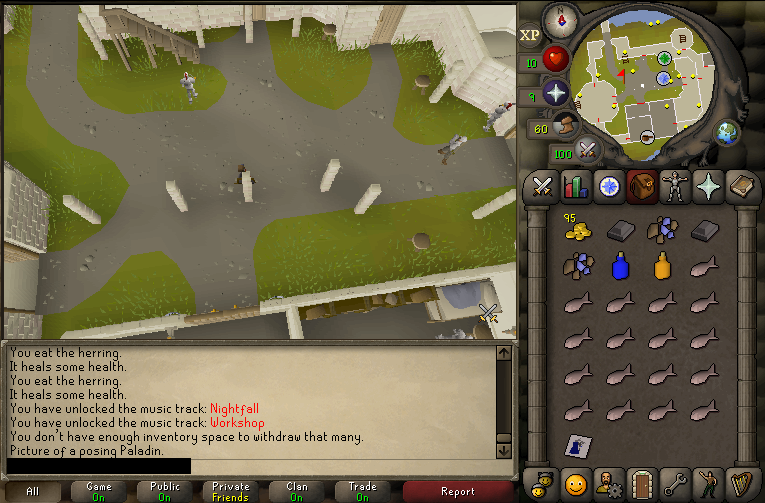 N
XP
10
9
60
100
95
You eat the herring.
It heals some health.
You eat the herring.
It heals some health.
You have unlocked the music track: Nightfall
You have unlocked the music track: Workshop
You don't have enough inventory space to withdraw that many.
Picture of a posing Paladin.
All
Game
On
Public
On
Private
Friends
Clan
On
Trade
On
Report